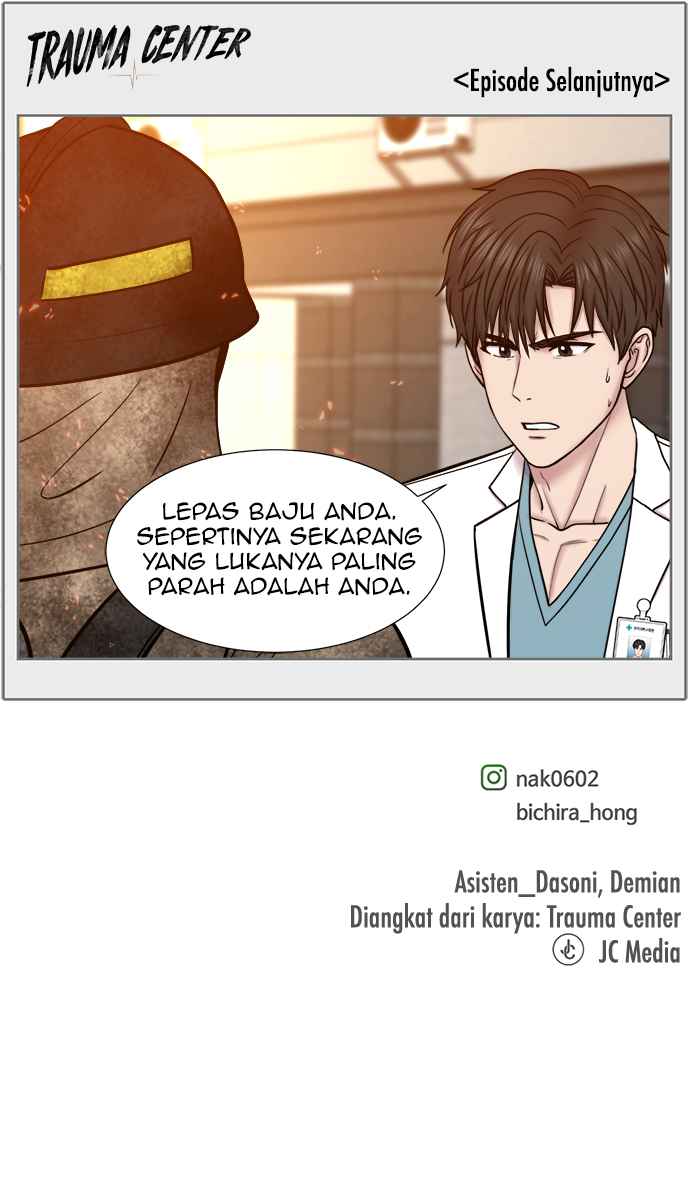 TRAUMA CENTER
<Episode Selanjutnya>
LEPAS BAJU ANDA.
SEPERTINYA SEKARANG
YANG LUKANYA PALING
PARAH ADALAH ANDA.
nak0602
bichira_hong
Asisten_Dasoni, Demian
Diangkat dari karya: Trauma Center
JC JC Media